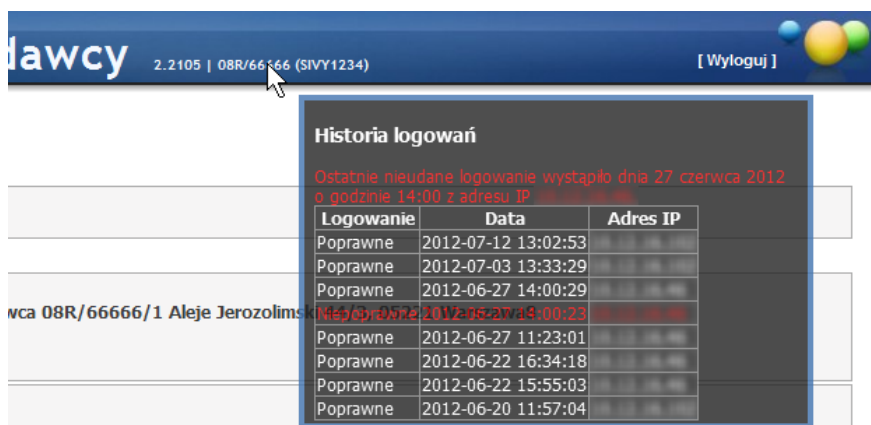 dawcy 2.2105 | 08R/66666 (SIVY1234) [ Wyloguj ]
Historia logowań
Ostatnie nieudane logowanie wystąpiło dnia 27 czerwca 2012
o godzinie 14:00 z adresu IP
Logowanie Data Adres IP
Poprawne 2012-07-12 13:02:53
Poprawne 2012-07-03 13:33:29
Poprawne 2012-06-27 14:00:29
wca 08R/66666/1 Aleje Jerozolimsk
Niepoprawne 2012-06-27 14:00:23
Poprawne 2012-06-27 11:23:01
Poprawne 2012-06-22 16:34:18
Poprawne 2012-06-22 15:55:03
Poprawne 2012-06-20 11:57:04